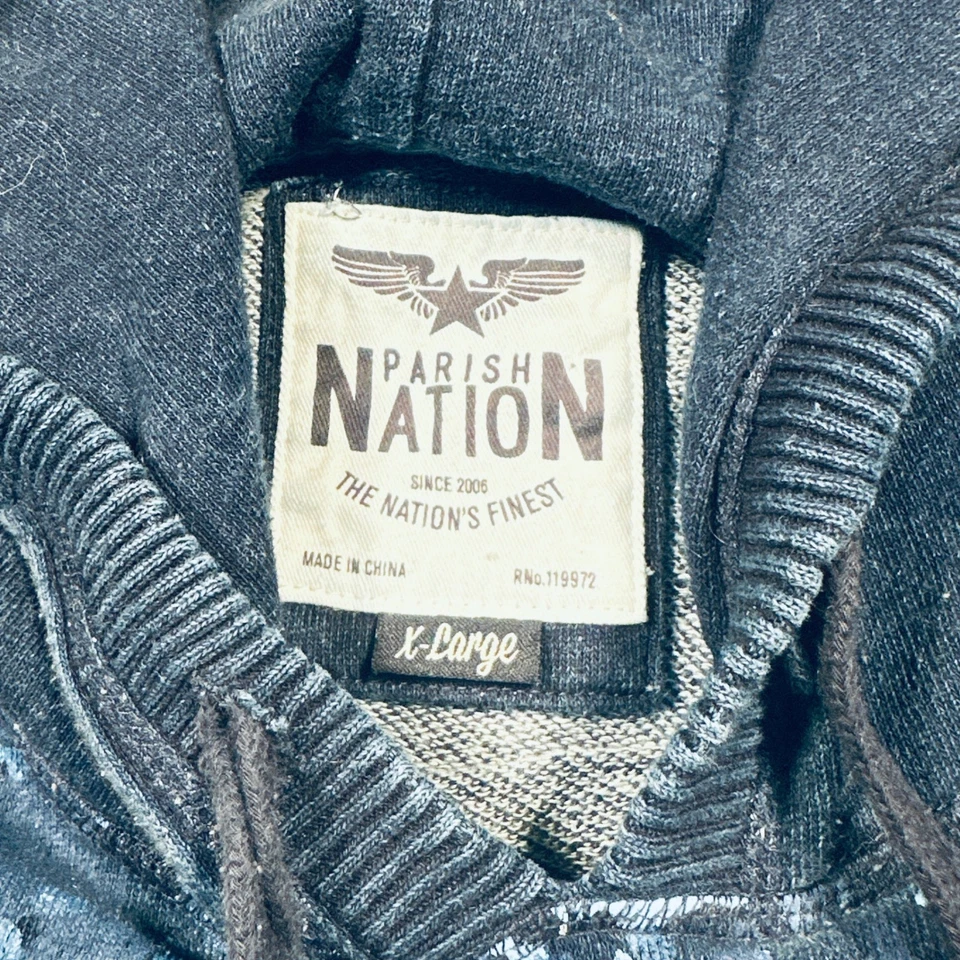 PARISH
NATION
SINCE 2006
THE NATION'S FINEST
MADE IN CHINA
RNo.119972
X-Large